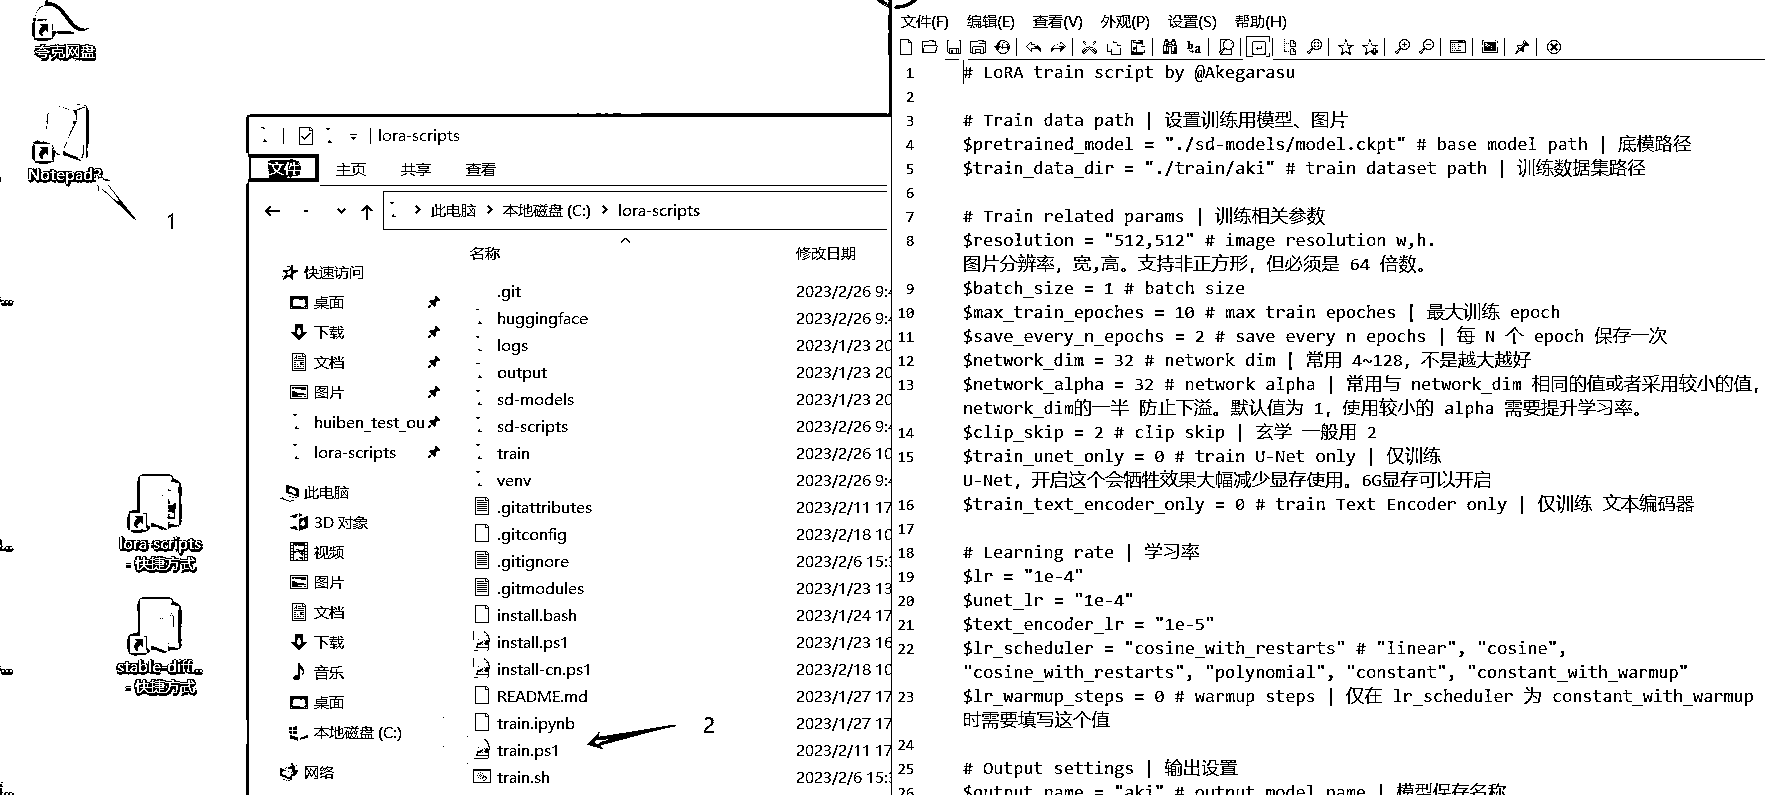 夸克网盘
Notepad3
1
lora-scripts
- 快捷方式
stable-diff...
- 快捷方式
lora-scripts
文件
主页
共享
查看
此电脑 > 本地磁盘 (C:) > lora-scripts
名称
修改日期
快速访问
桌面
下载
文档
图片
huiben_test_ou
lora-scripts
此电脑
3D 对象
视频
图片
文档
下载
音乐
桌面
本地磁盘 (C:)
网络
.git 2023/2/26 9:4
huggingface 2023/2/26 9:4
logs 2023/1/23 20
output 2023/1/23 20
sd-models 2023/1/23 20
sd-scripts 2023/2/26 9:4
train 2023/2/26 10
venv 2023/2/26 9:4
.gitattributes 2023/2/11 17
.gitconfig 2023/2/18 10
.gitignore 2023/2/6 15:3
.gitmodules 2023/1/23 13
install.bash 2023/1/24 17
install.ps1 2023/1/23 16
install-cn.ps1 2023/2/18 10
README.md 2023/1/27 17
train.ipynb 2023/1/27 17
train.ps1 2023/2/11 17
train.sh 2023/2/6 15:3
2
文件(F) 编辑(E) 查看(V) 外观(P) 设置(S) 帮助(H)
1 # LoRA train script by @Akegarasu
2
3 # Train data path | 设置训练用模型、图片
4 $pretrained_model = "./sd-models/model.ckpt" # base model path | 底模路径
5 $train_data_dir = "./train/aki" # train dataset path | 训练数据集路径
6
7 # Train related params | 训练相关参数
8 $resolution = "512,512" # image resolution w,h.
图片分辨率，宽,高。支持非正方形，但必须是 64 倍数。
9 $batch_size = 1 # batch size
10 $max_train_epoches = 10 # max train epoches | 最大训练 epoch
11 $save_every_n_epochs = 2 # save every n epochs | 每 N 个 epoch 保存一次
12 $network_dim = 32 # network dim | 常用 4~128，不是越大越好
13 $network_alpha = 32 # network alpha | 常用与 network_dim 相同的值或者采用较小的值，
network_dim的一半 防止下溢。默认值为 1，使用较小的 alpha 需要提升学习率。
14 $clip_skip = 2 # clip skip | 玄学 一般用 2
15 $train_unet_only = 0 # train U-Net only | 仅训练
U-Net，开启这个会牺牲效果大幅减少显存使用。6G显存可以开启
16 $train_text_encoder_only = 0 # train Text Encoder only | 仅训练 文本编码器
17
18 # Learning rate | 学习率
19 $lr = "1e-4"
20 $unet_lr = "1e-4"
21 $text_encoder_lr = "1e-5"
22 $lr_scheduler = "cosine_with_restarts" # "linear", "cosine",
"cosine_with_restarts", "polynomial", "constant", "constant_with_warmup"
23 $lr_warmup_steps = 0 # warmup steps | 仅在 lr_scheduler 为 constant_with_warmup
时需要填写这个值
24
25 # Output settings | 输出设置
26 $output_name = "aki" # output model name | 模型保存名称